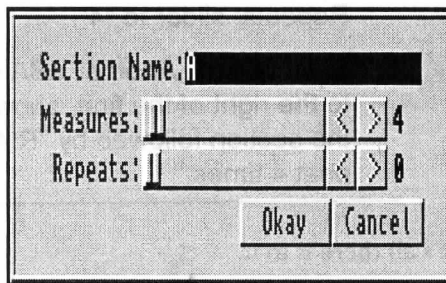 Section Name: A
Measures: < > 4
Repeats: < > 0
Okay Cancel